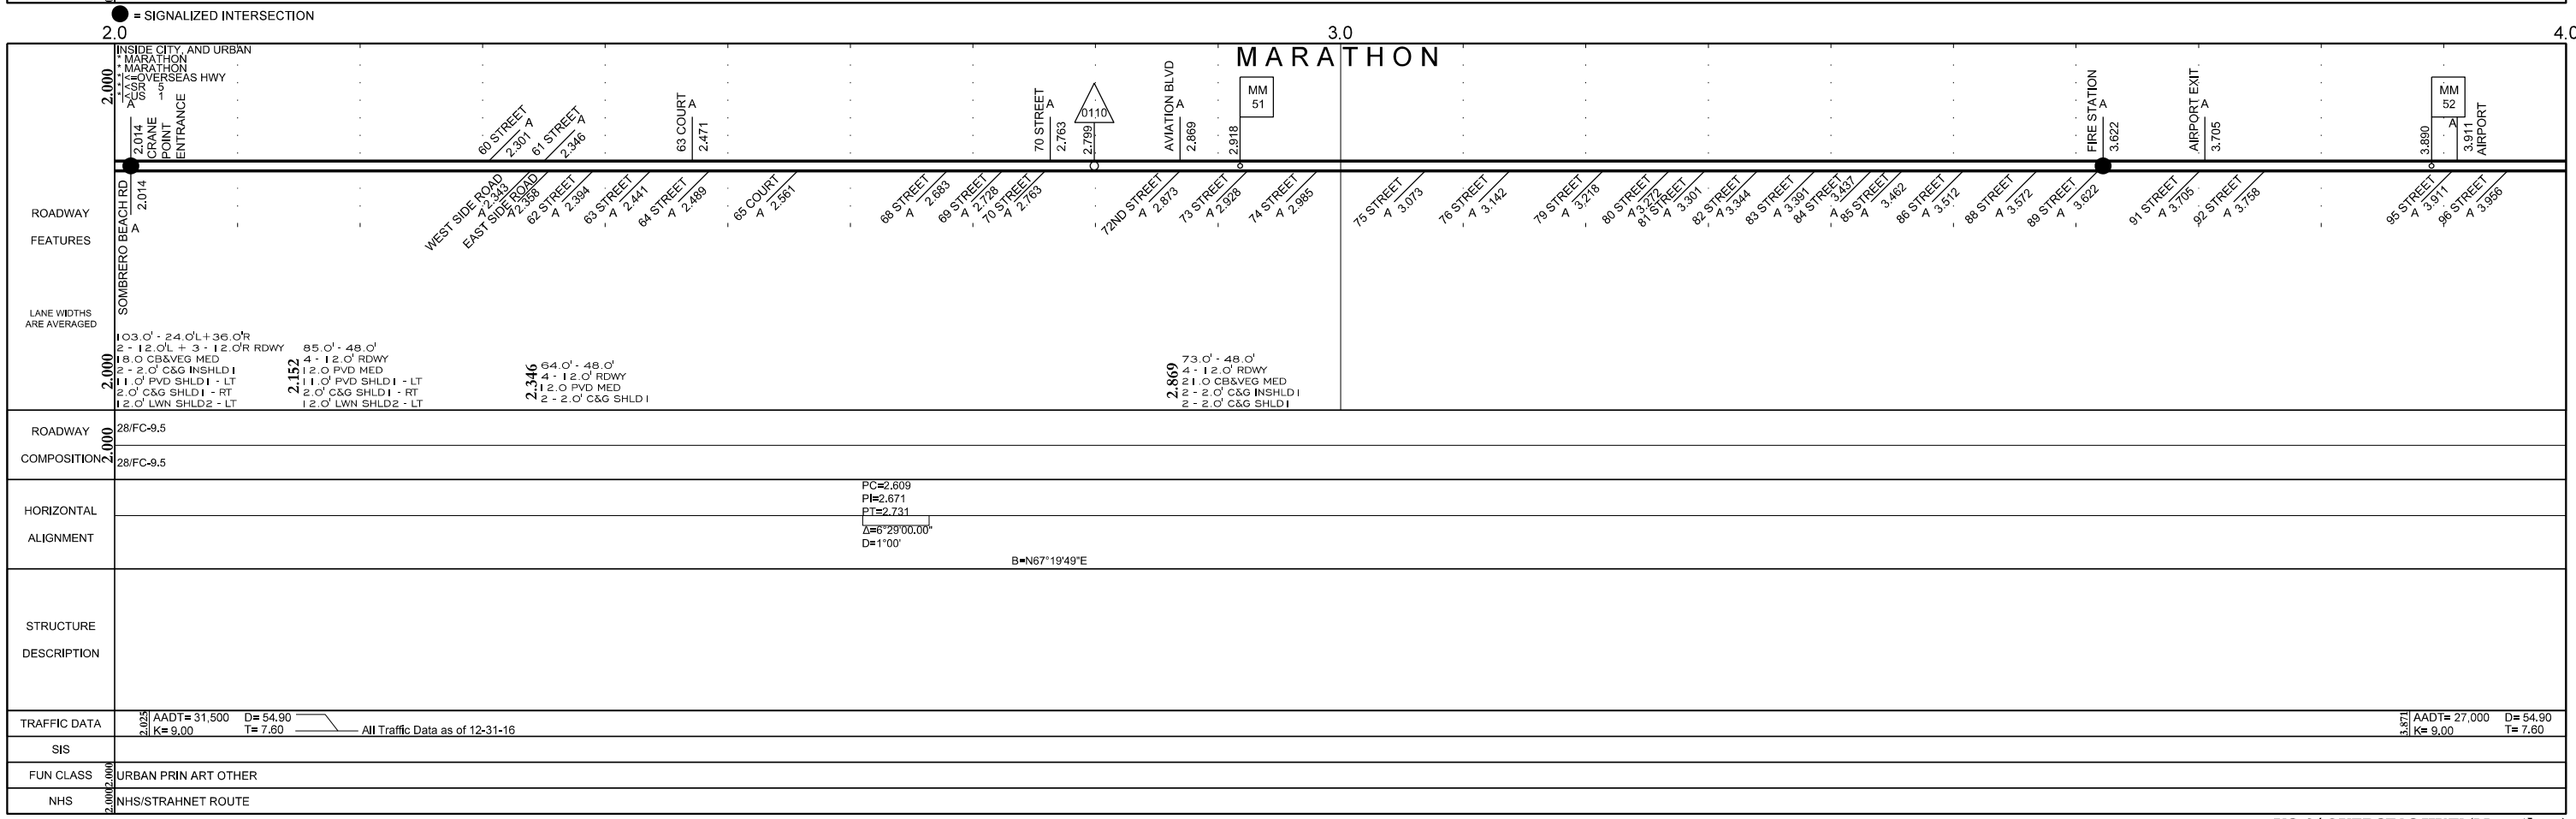 = SIGNALIZED INTERSECTION
2.0
3.0
4.0
MARATHON
2.000
INSIDE CITY, AND URBAN
* MARATHON
* MARATHON
* <=OVERSEAS HWY
* <SR 5
* <US 1
A
2.014
CRANE
POINT
ENTRANCE
60 STREET
A
2.301
61 STREET
A
2.346
63 COURT
A
2.471
70 STREET
A
2.763
0110
2.799
AVIATION BLVD
A
2.869
MM
51
2.918
FIRE STATION
A
3.622
AIRPORT EXIT
A
3.705
MM
52
3.890
A
3.911
AIRPORT
ROADWAY
FEATURES
SOMBRERO BEACH RD
2.014
A
WEST SIDE ROAD
A 2.343
EAST SIDE ROAD
A 2.358
62 STREET
A 2.394
63 STREET
A 2.441
64 STREET
A 2.489
65 COURT
A 2.561
68 STREET
A 2.683
69 STREET
A 2.728
70 STREET
A 2.763
72ND STREET
A 2.873
73 STREET
A 2.928
74 STREET
A 2.985
75 STREET
A 3.073
76 STREET
A 3.142
79 STREET
A 3.218
80 STREET
A 3.272
81 STREET
A 3.301
82 STREET
A 3.344
83 STREET
A 3.391
84 STREET
A 3.437
85 STREET
A 3.462
86 STREET
A 3.512
88 STREET
A 3.572
89 STREET
A 3.622
91 STREET
A 3.705
92 STREET
A 3.758
95 STREET
A 3.911
96 STREET
A 3.956
LANE WIDTHS
ARE AVERAGED
2.000
103.0' - 24.0'L+36.0'R
2 - 12.0'L + 3 - 12.0'R RDWY
18.0 CB&VEG MED
2 - 2.0' C&G INSHLD1
11.0' PVD SHLD1 - LT
2.0' C&G SHLD1 - RT
12.0' LWN SHLD2 - LT
2.152
85.0' - 48.0'
4 - 12.0' RDWY
12.0 PVD MED
11.0' PVD SHLD1 - LT
2.0' C&G SHLD1 - RT
12.0' LWN SHLD2 - LT
2.346
64.0' - 48.0'
4 - 12.0' RDWY
12.0 PVD MED
2 - 2.0' C&G SHLD1
2.869
73.0' - 48.0'
4 - 12.0' RDWY
21.0 CB&VEG MED
2 - 2.0' C&G INSHLD1
2 - 2.0' C&G SHLD1
ROADWAY
COMPOSITION
2.000
28/FC-9.5
28/FC-9.5
HORIZONTAL
ALIGNMENT
PC=2.609
PI=2.671
PT=2.731
Δ=6°29'00.00"
D=1°00'
B=N67°19'49"E
STRUCTURE
DESCRIPTION
TRAFFIC DATA
2.025
AADT= 31,500 D= 54.90
K= 9.00 T= 7.60
All Traffic Data as of 12-31-16
3.871
AADT= 27,000 D= 54.90
K= 9.00 T= 7.60
SIS
FUN CLASS
2.000
URBAN PRIN ART OTHER
NHS
2.000
NHS/STRAHNET ROUTE